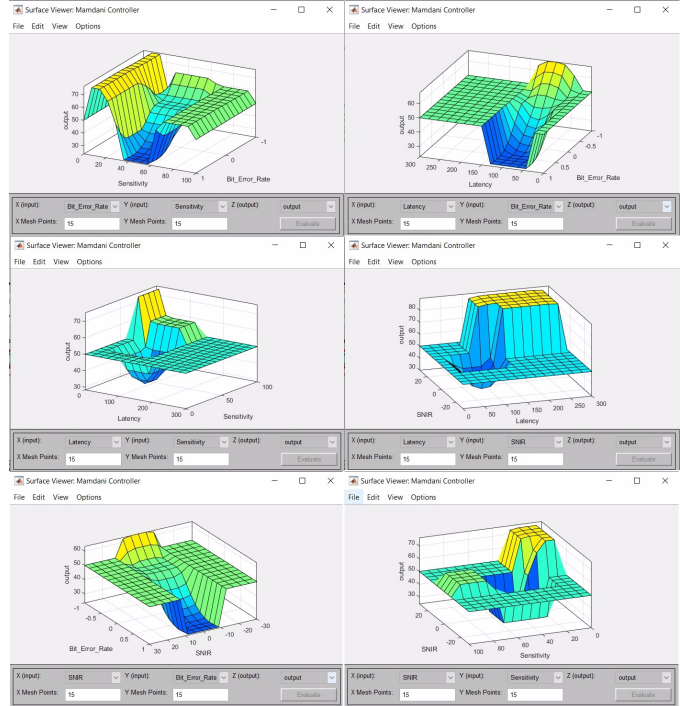 Surface Viewer: Mamdani Controller
File Edit View Options
70
60
50
40
30
output
0 20 40 60 80 100
Sensitivity
1 0 -1
Bit_Error_Rate
X (input): Bit_Error_Rate Y (input): Sensitivity Z (output): output
X Mesh Points: 15 Y Mesh Points: 15 Evaluate
Surface Viewer: Mamdani Controller
File Edit View Options
60
50
40
30
output
300 250 200 150 100 50 0
Latency
1 0.5 0 -0.5 -1
Bit_Error_Rate
X (input): Latency Y (input): Bit_Error_Rate Z (output): output
X Mesh Points: 15 Y Mesh Points: 15 Evaluate
Surface Viewer: Mamdani Controller
File Edit View Options
70
60
50
40
30
output
0 100 200 300
Latency
0 50 100
Sensitivity
X (input): Latency Y (input): Sensitivity Z (output): output
X Mesh Points: 15 Y Mesh Points: 15 Evaluate
Surface Viewer: Mamdani Controller
File Edit View Options
80
70
60
50
40
30
output
20 0 -20
SNIR
0 50 100 150 200 250 300
Latency
X (input): Latency Y (input): SNIR Z (output): output
X Mesh Points: 15 Y Mesh Points: 15 Evaluate
Surface Viewer: Mamdani Controller
File Edit View Options
60
50
40
30
output
-1 -0.5 0 0.5 1
Bit_Error_Rate
30 20 10 0 -10 -20 -30
SNIR
X (input): SNIR Y (input): Bit_Error_Rate Z (output): output
X Mesh Points: 15 Y Mesh Points: 15 Evaluate
Surface Viewer: Mamdani Controller
File Edit View Options
70
60
50
40
30
output
20 0 -20
SNIR
100 80 60 40 20 0
Sensitivity
X (input): SNIR Y (input): Sensitivity Z (output): output
X Mesh Points: 15 Y Mesh Points: 15 Evaluate